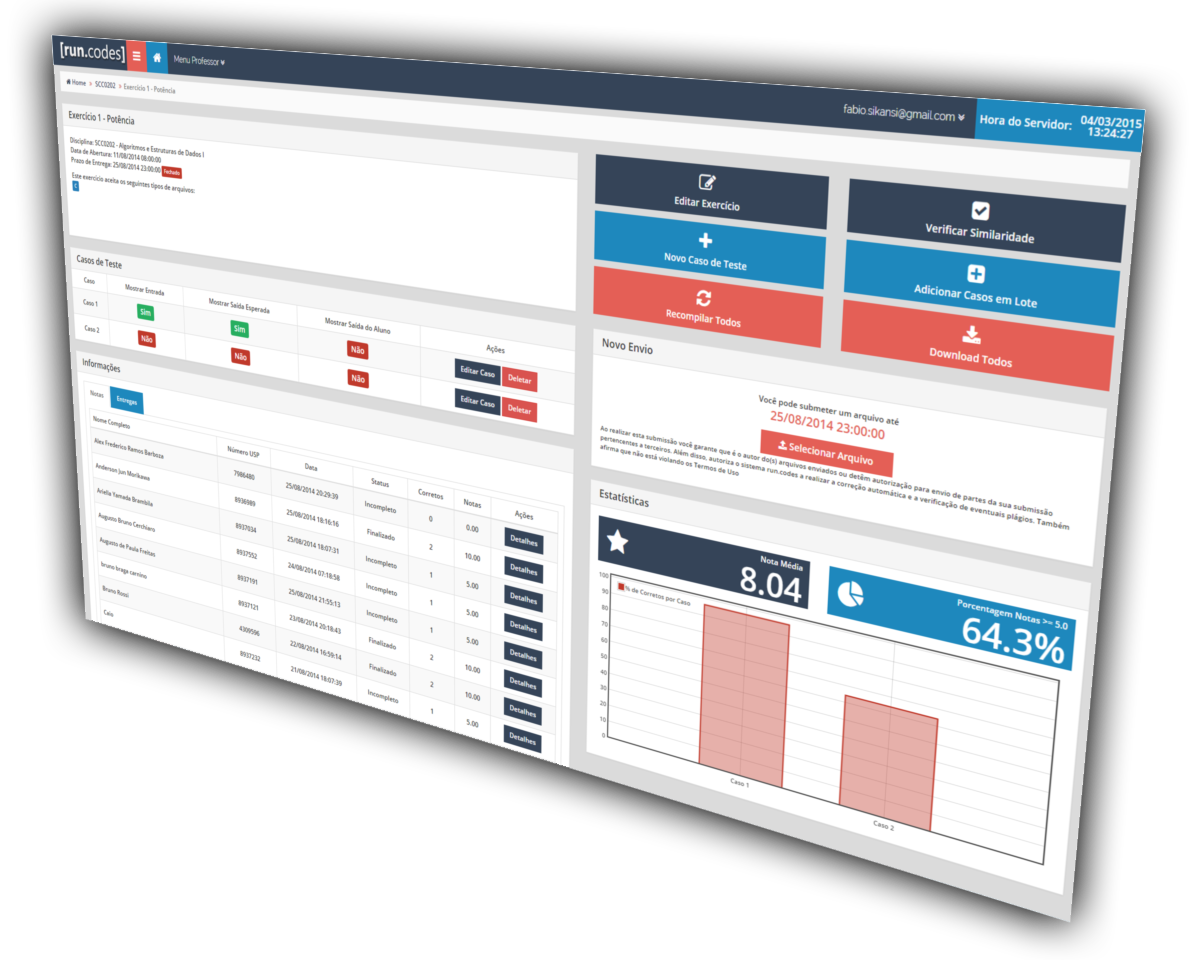 [run.codes]
Menu Professor
fabio.sikansi@gmail.com
Hora do Servidor:
04/03/2015
13:24:27
Home > SCC0202 > Exercício 1 - Potência
Exercício 1 - Potência
Disciplina: SCC0202 - Algoritmos e Estruturas de Dados I
Data de Abertura: 11/08/2014 08:00:00
Prazo de Entrega: 25/08/2014 23:00:00 Fechado
Este exercício aceita os seguintes tipos de arquivos:
C
Casos de Teste
Caso Mostrar Entrada Mostrar Saída Esperada Mostrar Saída do Aluno Ações
Caso 1 Sim Sim Não Editar Caso Deletar
Caso 2 Não Não Não Editar Caso Deletar
Informações
Notas Entregas
Nome Completo Número USP Data Status Corretos Notas Ações
Alex Frederico Ramos Barboza 7986480 25/08/2014 20:29:39 Incompleto 0 0.00 Detalhes
Anderson Jun Morikawa 8936989 25/08/2014 18:16:16 Finalizado 2 10.00 Detalhes
Ariella Yamada Brambila 8937034 25/08/2014 18:07:31 Incompleto 1 5.00 Detalhes
Augusto Bruno Cerchiaro 8937552 24/08/2014 07:18:58 Incompleto 1 5.00 Detalhes
Augusto de Paula Freitas 8937191 25/08/2014 21:55:13 Incompleto 1 5.00 Detalhes
bruno braga carnino 8937121 23/08/2014 20:18:43 Finalizado 2 10.00 Detalhes
Bruno Rossi 4309596 22/08/2014 16:59:14 Finalizado 2 10.00 Detalhes
Caio 8937232 21/08/2014 18:07:39 Incompleto 1 5.00 Detalhes
Editar Exercício
Verificar Similaridade
Novo Caso de Teste
Adicionar Casos em Lote
Recompilar Todos
Download Todos
Novo Envio
Você pode submeter um arquivo até
25/08/2014 23:00:00
Selecionar Arquivo
Ao realizar esta submissão você garante que é o autor do(s) arquivos enviados ou detêm autorização para envio de partes da sua submissão
pertencentes a terceiros. Além disso, autoriza o sistema run.codes a realizar a correção automática e a verificação de eventuais plágios. Também
afirma que não está violando os Termos de Uso
Estatísticas
Nota Média
8.04
Porcentagem Notas >= 5.0
64.3%
% de Corretos por Caso
100
90
80
70
60
50
40
30
20
10
0
Caso 1
Caso 2